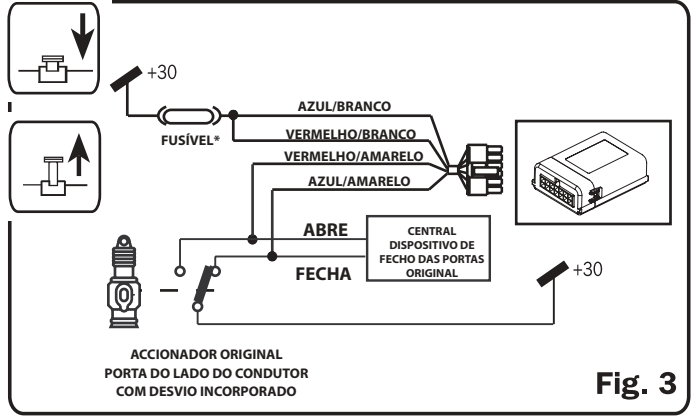 +30
AZUL/BRANCO
FUSÍVEL*
VERMELHO/BRANCO
VERMELHO/AMARELO
AZUL/AMARELO
ABRE
FECHA
CENTRAL
DISPOSITIVO DE
FECHO DAS PORTAS
ORIGINAL
+30
ACCIONADOR ORIGINAL
PORTA DO LADO DO CONDUTOR
COM DESVIO INCORPORADO
Fig. 3